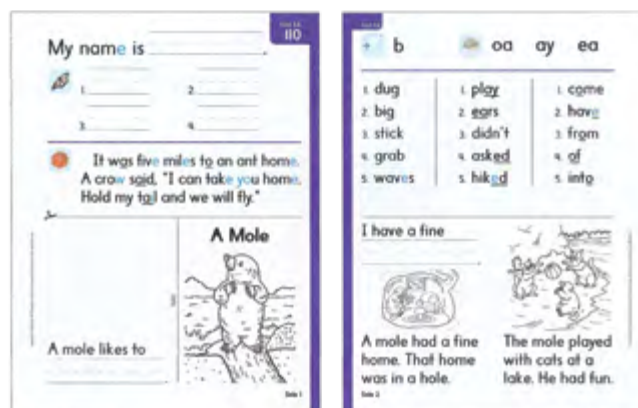 110
My name is
1.
2.
3.
4.
It was five miles to an ant home.
A crow said, "I can take you home.
Hold my tail and we will fly."
A Mole
A mole likes to
Side 1
b
oa ay ea
1. dug
2. big
3. stick
4. grab
5. waves
1. play
2. ears
3. didn't
4. asked
5. hiked
1. come
2. have
3. from
4. of
5. into
I have a fine
A mole had a fine
home. That home
was in a hole.
The mole played
with cats at a
lake. He had fun.
Side 2